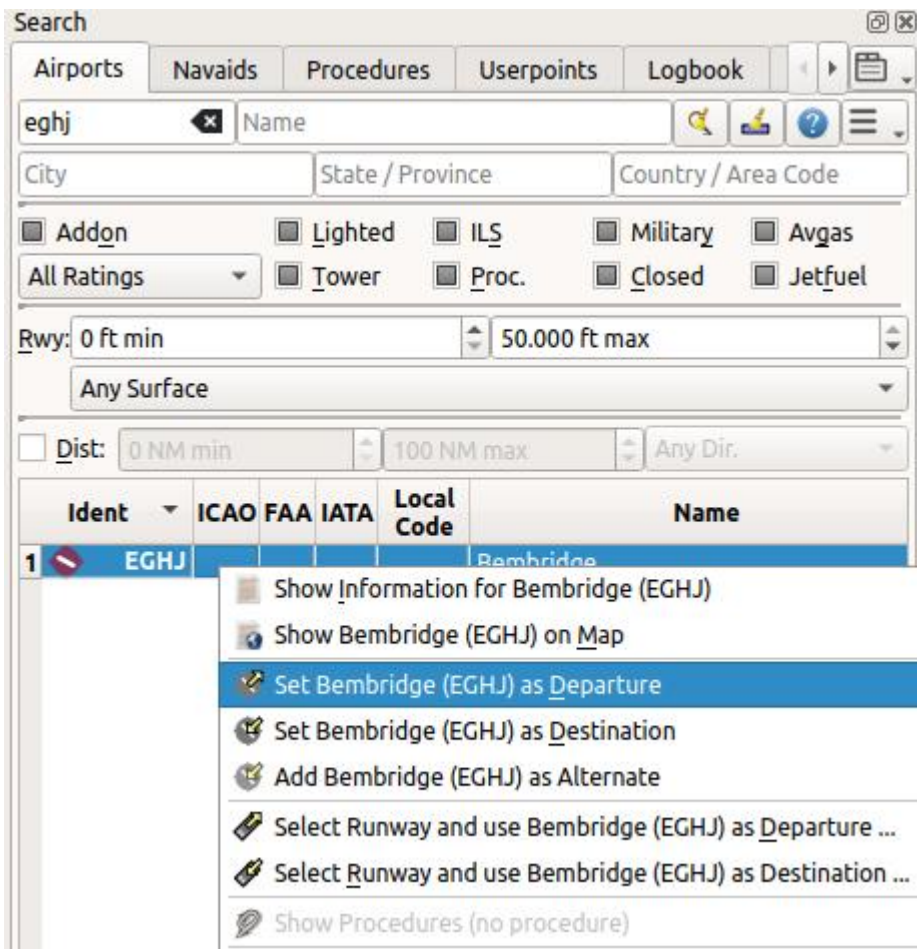 Search
Airports Navaids Procedures Userpoints Logbook
eghj Name
City State / Province Country / Area Code
Addon Lighted ILS Military Avgas
All Ratings Tower Proc. Closed Jetfuel
Rwy: 0 ft min 50.000 ft max
Any Surface
Dist: 0 NM min 100 NM max Any Dir.
Ident ICAO FAA IATA Local Code Name
1 EGHJ Bembridge
Show Information for Bembridge (EGHJ)
Show Bembridge (EGHJ) on Map
Set Bembridge (EGHJ) as Departure
Set Bembridge (EGHJ) as Destination
Add Bembridge (EGHJ) as Alternate
Select Runway and use Bembridge (EGHJ) as Departure ...
Select Runway and use Bembridge (EGHJ) as Destination ...
Show Procedures (no procedure)